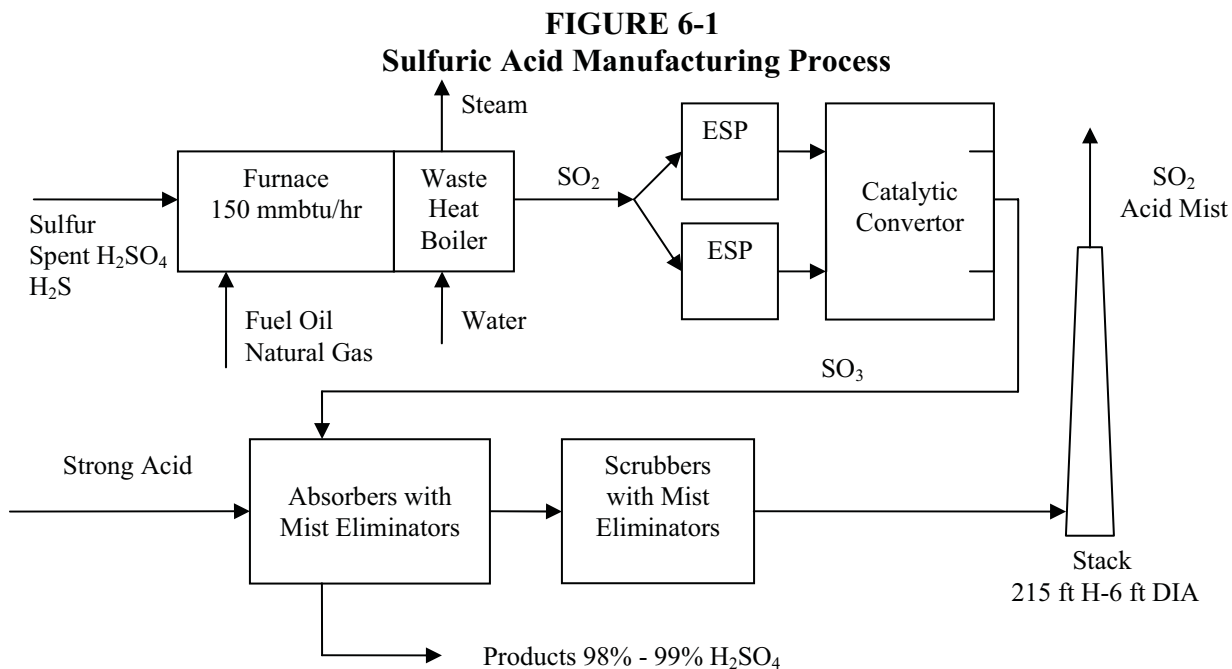 FIGURE 6-1
Sulfuric Acid Manufacturing Process
Steam
Furnace
150 mmbtu/hr
Waste
Heat
Boiler
SO₂
ESP
ESP
Catalytic
Convertor
SO₂
Acid Mist
Sulfur
Spent H₂SO₄
H₂S
Fuel Oil
Natural Gas
Water
SO₃
Strong Acid
Absorbers with
Mist Eliminators
Scrubbers
with Mist
Eliminators
Stack
215 ft H-6 ft DIA
Products 98% - 99% H₂SO₄